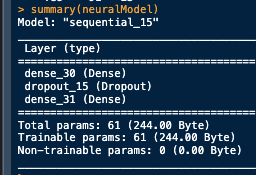 > summary(neuralModel)
Model: "sequential_15"
Layer (type)
dense_30 (Dense)
dropout_15 (Dropout)
dense_31 (Dense)
Total params: 61 (244.00 Byte)
Trainable params: 61 (244.00 Byte)
Non-trainable params: 0 (0.00 Byte)